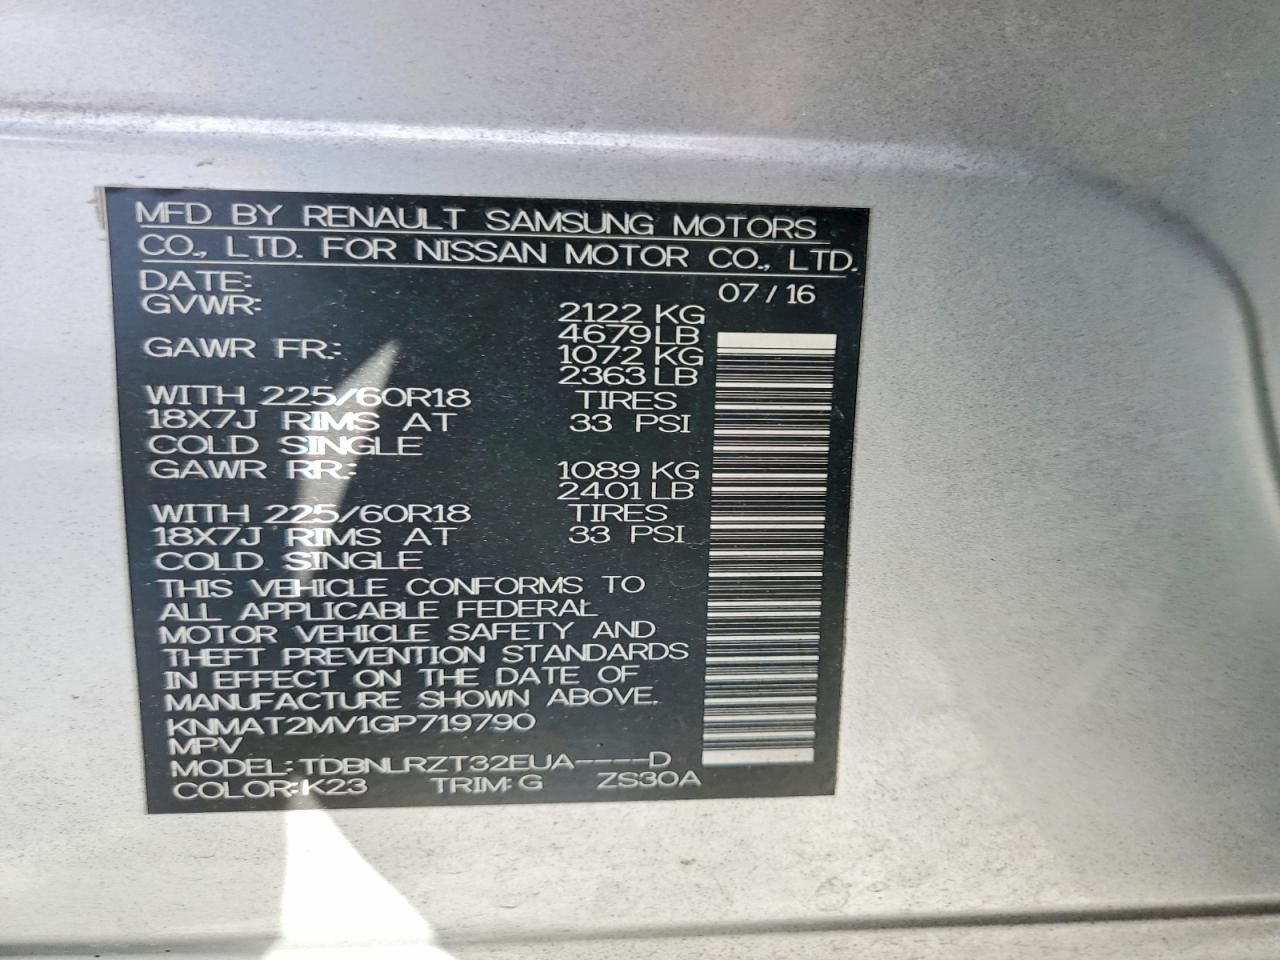 MFD BY RENAULT SAMSUNG MOTORS
CO., LTD. FOR NISSAN MOTOR CO., LTD.
DATE: 07 / 16
GVWR: 2122 KG
4679 LB
GAWR FR.: 1072 KG
2363 LB
WITH 225/60R18 TIRES
18X7J RIMS AT 33 PSI
COLD SINGLE
GAWR RR.: 1089 KG
2401 LB
WITH 225/60R18 TIRES
18X7J RIMS AT 33 PSI
COLD SINGLE
THIS VEHICLE CONFORMS TO
ALL APPLICABLE FEDERAL
MOTOR VEHICLE SAFETY AND
THEFT PREVENTION STANDARDS
IN EFFECT ON THE DATE OF
MANUFACTURE SHOWN ABOVE.
KNMAT2MV1GP719790
MPV
MODEL: TDBNLRZT32EUA----D
COLOR: K23 TRIM: G ZS30A